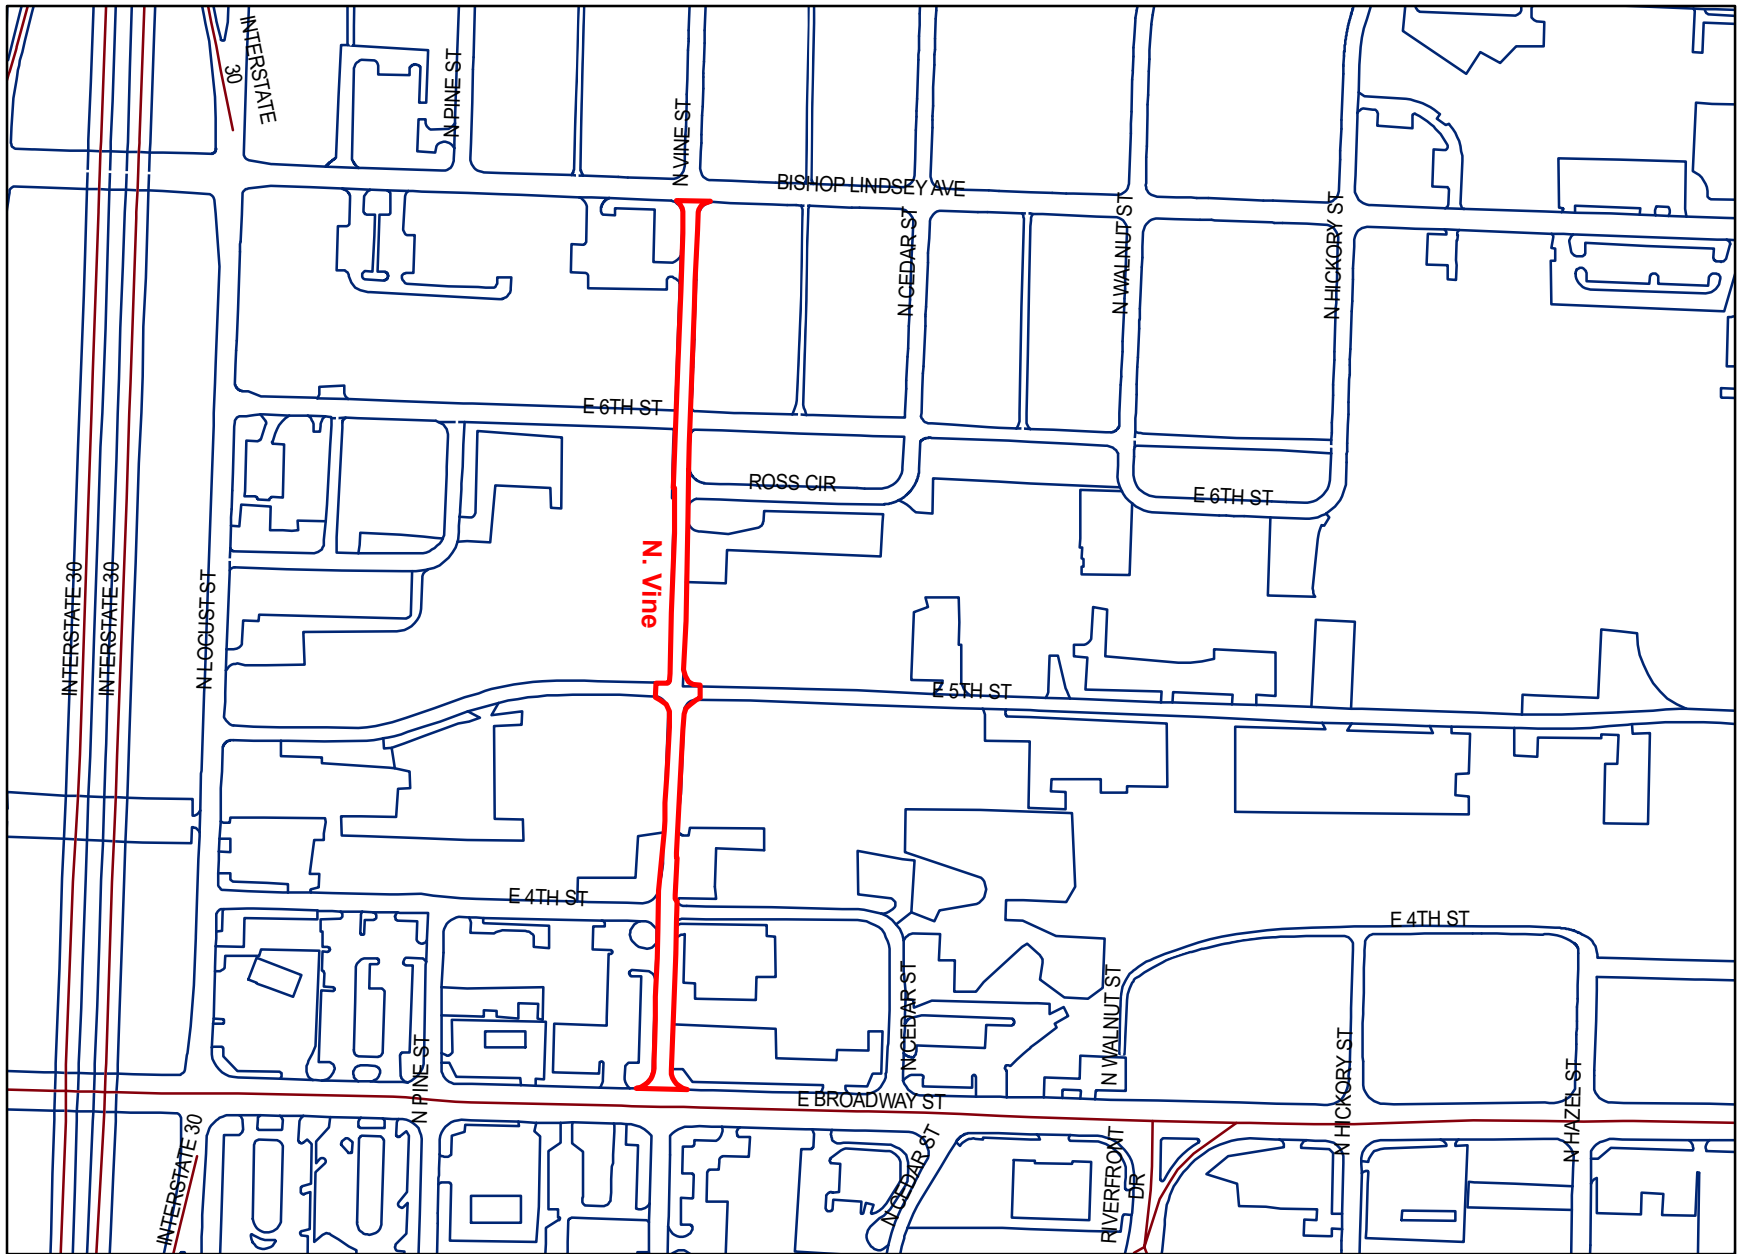 INTERSTATE
30
N PINE ST
N VINE ST
BISHOP LINDSEY AVE
N CEDAR ST
N WALNUT ST
N HICKORY ST
E 6TH ST
ROSS CIR
E 6TH ST
N. Vine
INTERSTATE 30
INTERSTATE 30
N LOCUST ST
E 5TH ST
E 4TH ST
E 4TH ST
N CEDAR ST
N WALNUT ST
N PINE ST
N HICKORY ST
N HAZEL ST
E BROADWAY ST
INTERSTATE 30
N CEDAR ST
RIVERFRONT
DR